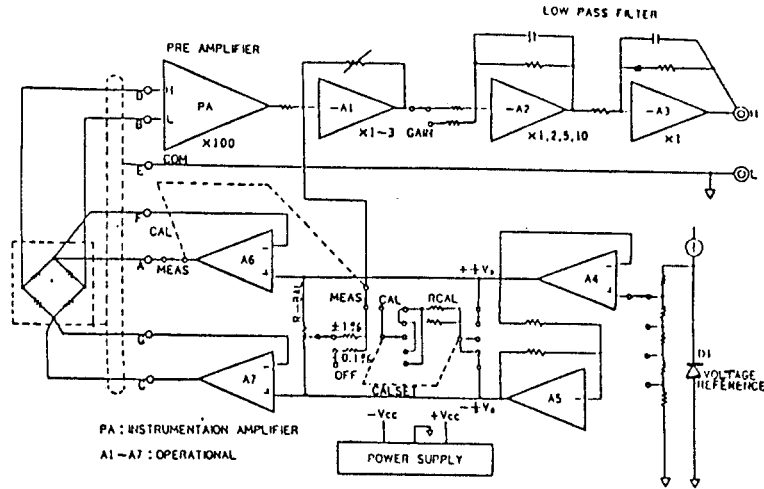 LOW PASS FILTER
PRE AMPLIFIER
D
H
PA
-A1
-A2
-A3
H
B
L
×100
×1~3
GAIN
×1,2,5,10
×1
E
COM
L
F
CAL
A
MEAS
A6
A4
MEAS
CAL
RCAL
R-BAL
±1%
0.1%
OFF
D1
VOLTAGE
REFERENCE
G
A7
C
CALSET
A5
PA : INSTRUMENTAION AMPLIFIER
-Vcc
+Vcc
A1-A7 : OPERATIONAL
POWER SUPPLY